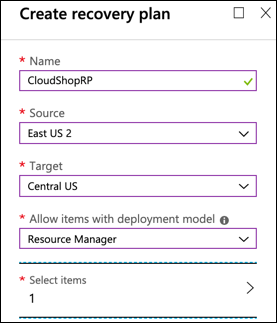 Create recovery plan
* Name
CloudShopRP
* Source
East US 2
* Target
Central US
* Allow items with deployment model
Resource Manager
* Select items
1